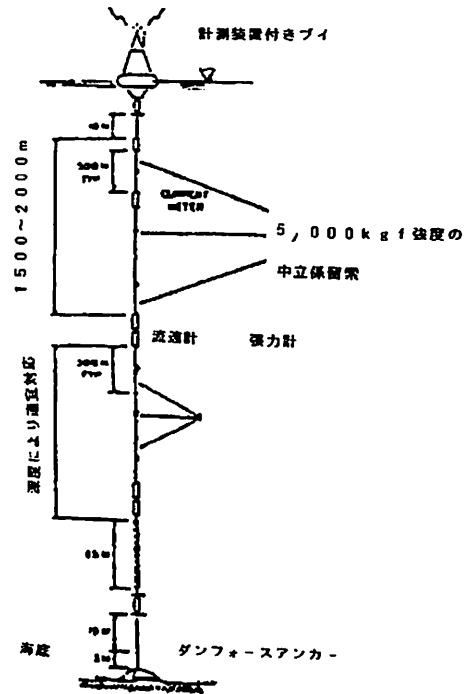 計測装置付きブイ
1500~2000m
CURRENT
METER
5,000kgf強度の
中立係留索
流速計
張力計
深度により適宜対応
海底
ダンフォースアンカー